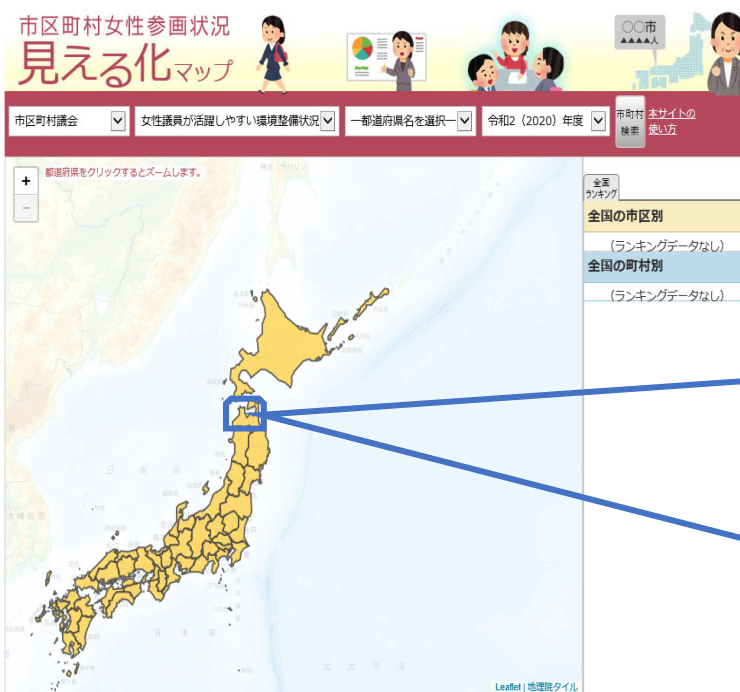 市区町村女性参画状況
見える化マップ
○○市
▲▲▲▲人
市区町村議会
女性議員が活躍しやすい環境整備状況
―都道府県名を選択―
令和2（2020）年度
市町村
検索
本サイトの
使い方
+
−
都道府県をクリックするとズームします。
全国
ランキング
全国の市区別
（ランキングデータなし）
全国の町村別
（ランキングデータなし）
日本海
北太平洋
Leaflet | 地理院タイル